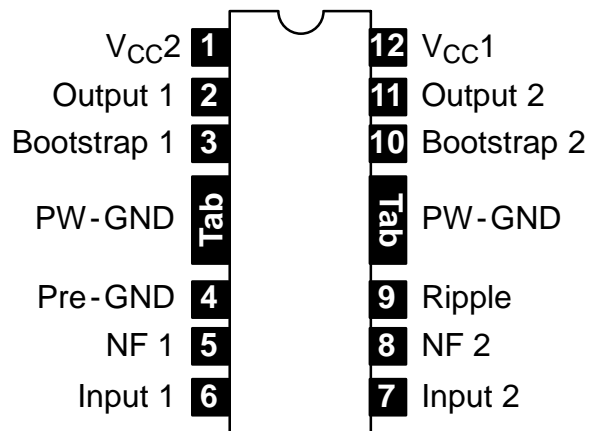 VCC2 1 12 VCC1
Output 1 2 11 Output 2
Bootstrap 1 3 10 Bootstrap 2
PW-GND Tab Tab PW-GND
Pre-GND 4 9 Ripple
NF 1 5 8 NF 2
Input 1 6 7 Input 2